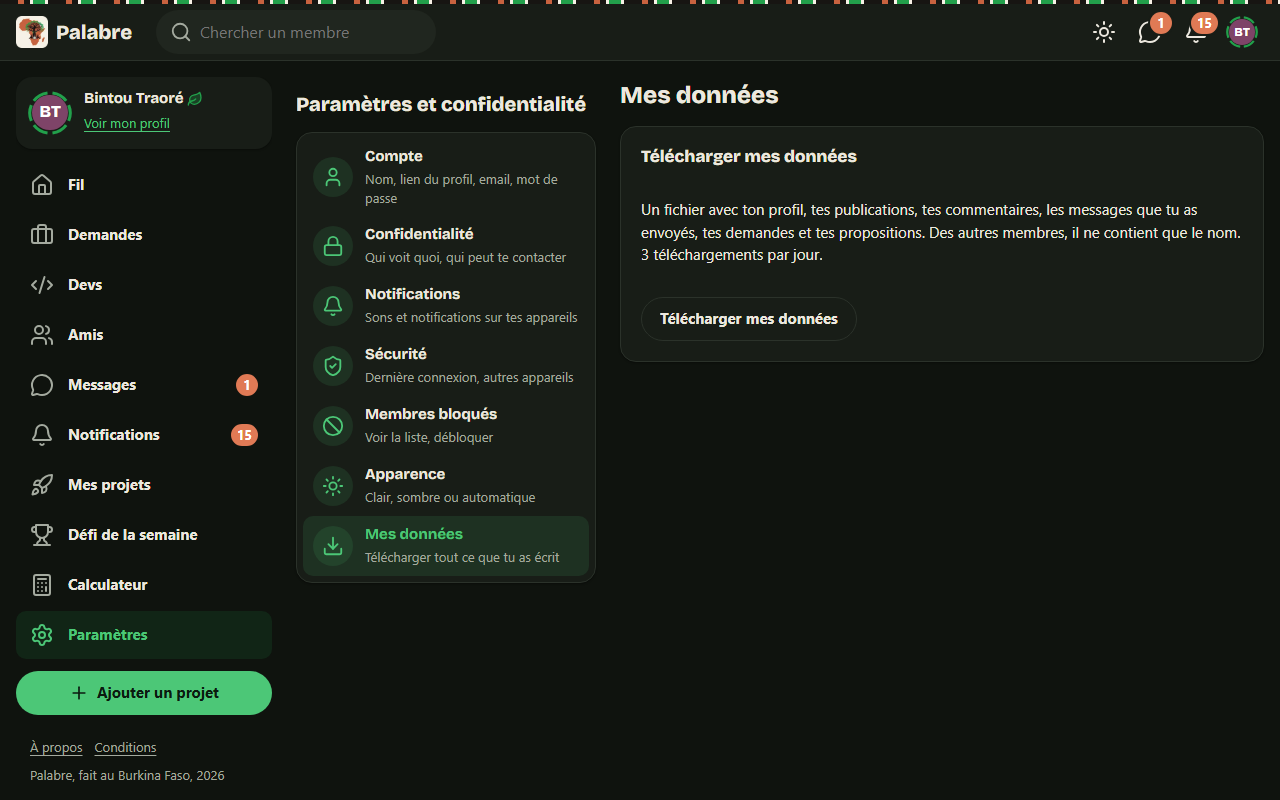 Palabre
Chercher un membre
1
15
BT
BT
Bintou Traoré
Voir mon profil
Fil
Demandes
Devs
Amis
Messages
1
Notifications
15
Mes projets
Défi de la semaine
Calculateur
Paramètres
Ajouter un projet
À propos
Conditions
Palabre, fait au Burkina Faso, 2026
Paramètres et confidentialité
Compte
Nom, lien du profil, email, mot de
passe
Confidentialité
Qui voit quoi, qui peut te contacter
Notifications
Sons et notifications sur tes appareils
Sécurité
Dernière connexion, autres appareils
Membres bloqués
Voir la liste, débloquer
Apparence
Clair, sombre ou automatique
Mes données
Télécharger tout ce que tu as écrit
Mes données
Télécharger mes données
Un fichier avec ton profil, tes publications, tes commentaires, les messages que tu as
envoyés, tes demandes et tes propositions. Des autres membres, il ne contient que le nom.
3 téléchargements par jour.
Télécharger mes données